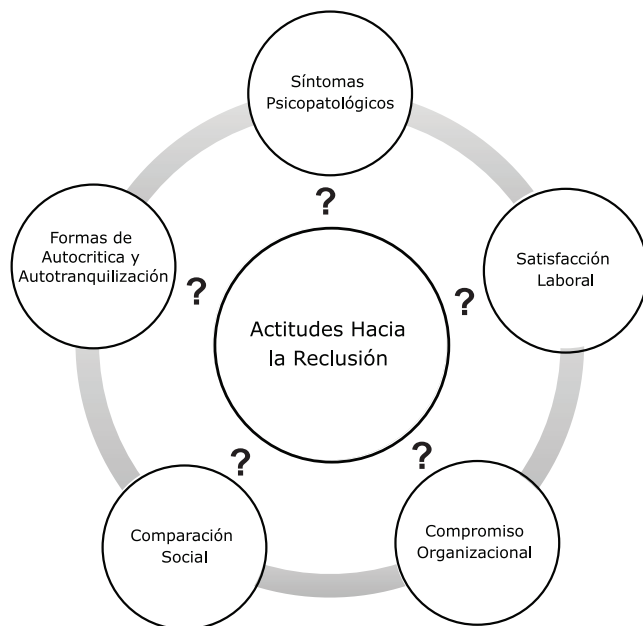 Síntomas
Psicopatológicos
?
Formas de
Autocritica y
Autotranquilización
?
Satisfacción
Laboral
?
Actitudes Hacia
la Reclusión
?
?
Comparación
Social
Compromiso
Organizacional